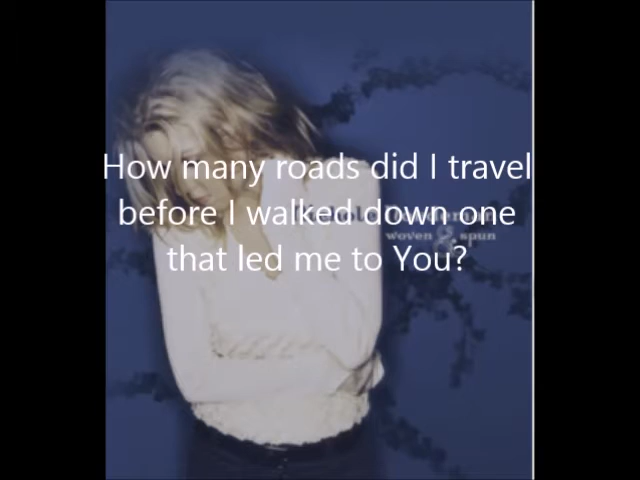 How many roads did I travel
before I walked down one
woven & spun
that led me to You?